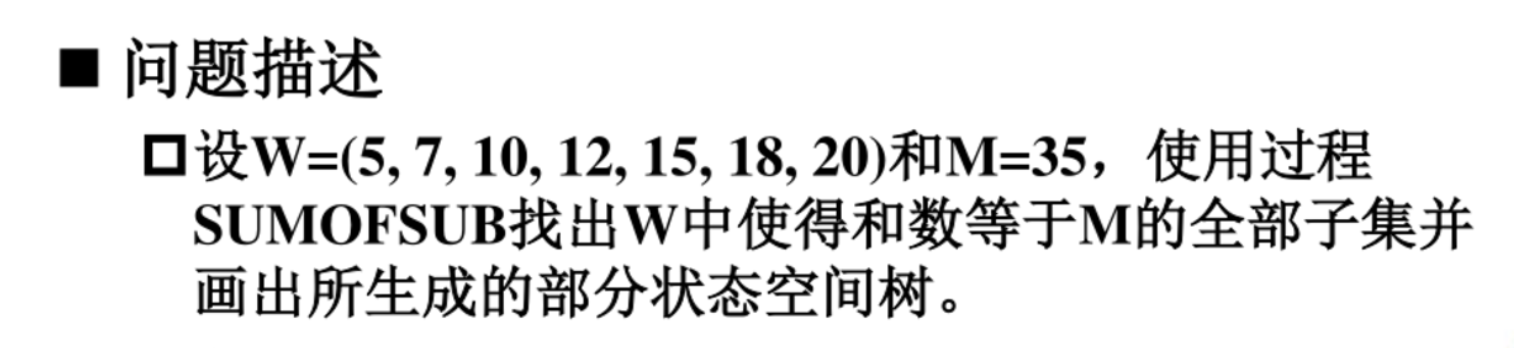 ■ 问题描述
□设W=(5, 7, 10, 12, 15, 18, 20)和M=35，使用过程
SUMOFSUB找出W中使得和数等于M的全部子集并
画出所生成的部分状态空间树。